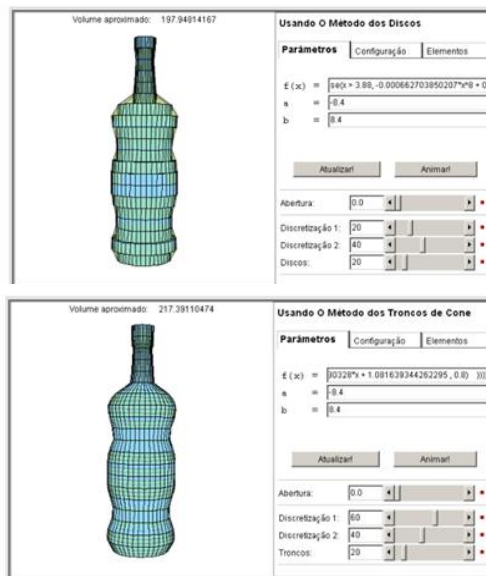 Volume aproximado: 197.94814167
Usando O Método dos Discos
Parâmetros Configuração Elementos
f(x) = se(x > 3.88, -0.000662703850207*x^8 + 0
a = -8.4
b = 8.4
Atualizar! Animar!
Abertura: 0.0
Discretização 1: 20
Discretização 2: 40
Discos: 20
Volume aproximado: 217.39110474
Usando O Método dos Troncos de Cone
Parâmetros Configuração Elementos
f(x) = 30328*x + 1.081639344262295, 0.8) ))))
a = -8.4
b = 8.4
Atualizar! Animar!
Abertura: 0.0
Discretização 1: 60
Discretização 2: 40
Troncos: 20